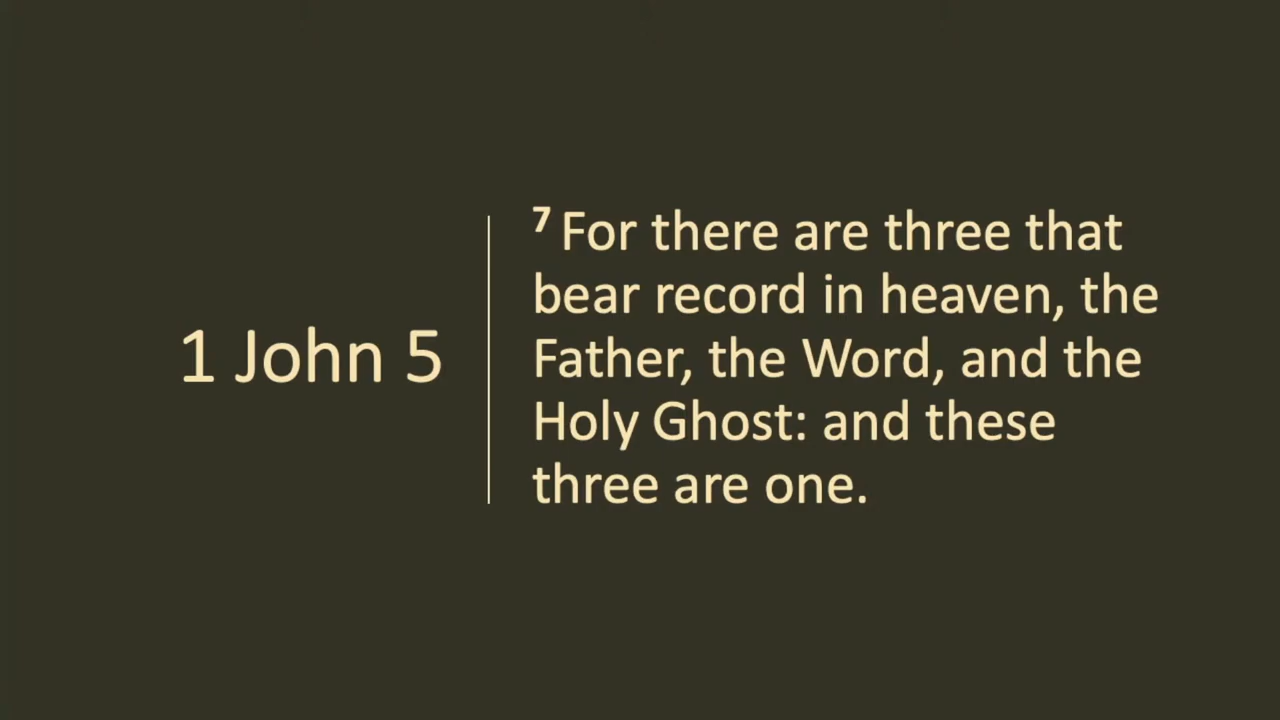 1 John 5
⁷ For there are three that
bear record in heaven, the
Father, the Word, and the
Holy Ghost: and these
three are one.